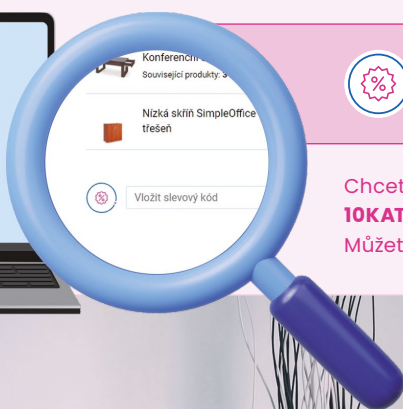 Konferenční
Související produkty: 3
Nízká skříň SimpleOffice
třešeň
Vložit slevový kód
%
%
Chcet
10KAT
Můžet